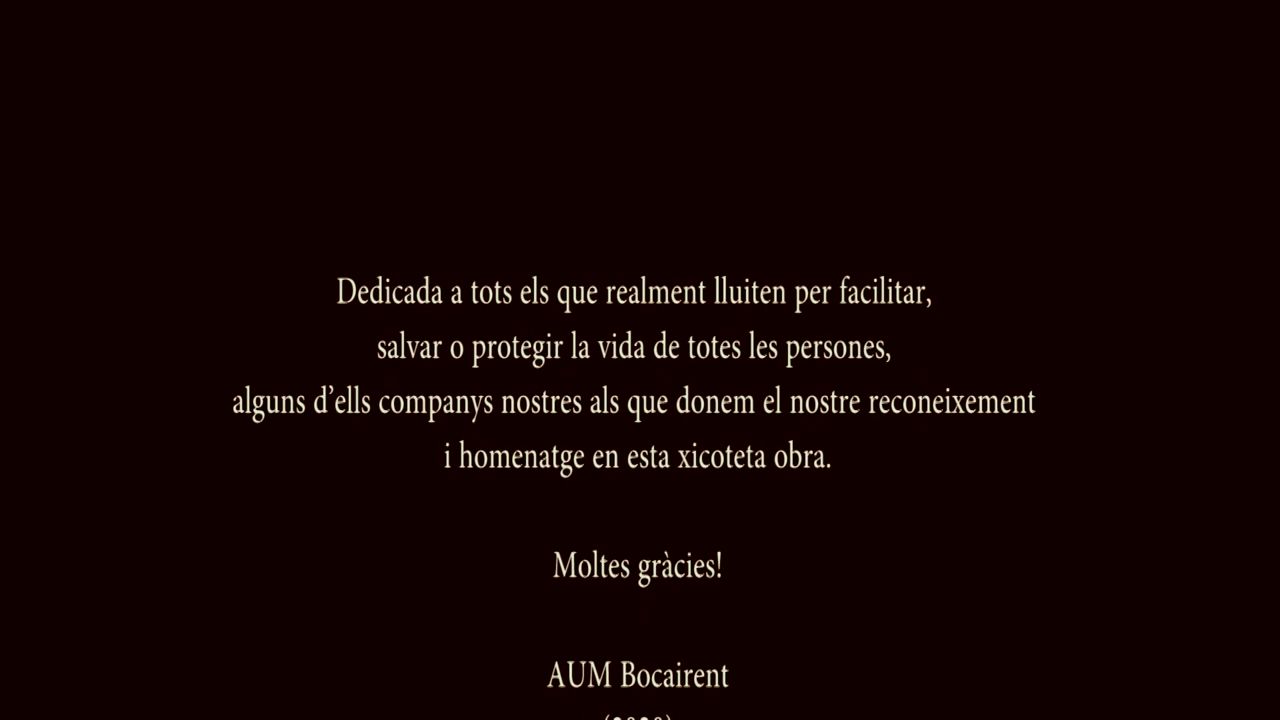 Dedicada a tots els que realment lluiten per facilitar,
salvar o protegir la vida de totes les persones,
alguns d’ells companys nostres als que donem el nostre reconeixement
i homenatge en esta xicoteta obra.
Moltes gràcies!
AUM Bocairent